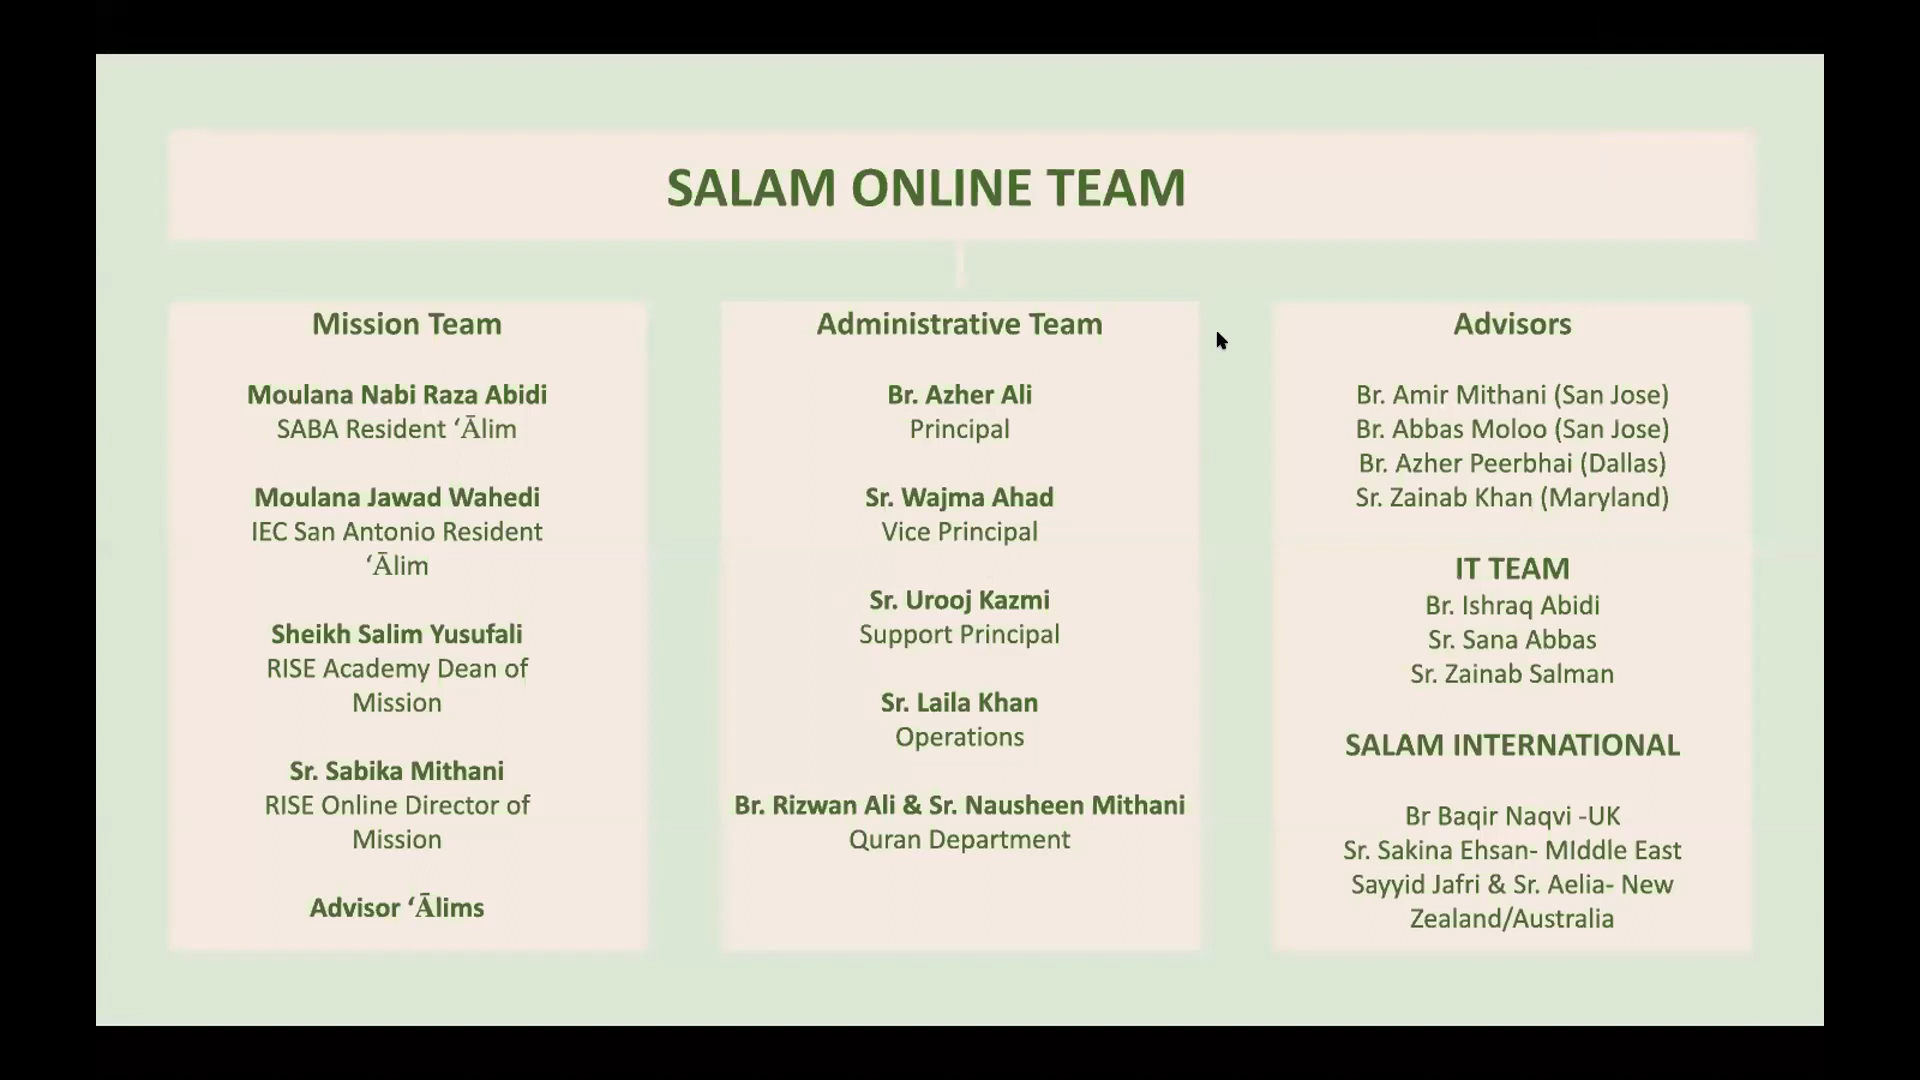 SALAM ONLINE TEAM
Mission Team
Moulana Nabi Raza Abidi
SABA Resident ‘Ālim
Moulana Jawad Wahedi
IEC San Antonio Resident
‘Ālim
Sheikh Salim Yusufali
RISE Academy Dean of
Mission
Sr. Sabika Mithani
RISE Online Director of
Mission
Advisor ‘Ālims
Administrative Team
Br. Azher Ali
Principal
Sr. Wajma Ahad
Vice Principal
Sr. Urooj Kazmi
Support Principal
Sr. Laila Khan
Operations
Br. Rizwan Ali & Sr. Nausheen Mithani
Quran Department
Advisors
Br. Amir Mithani (San Jose)
Br. Abbas Moloo (San Jose)
Br. Azher Peerbhai (Dallas)
Sr. Zainab Khan (Maryland)
IT TEAM
Br. Ishraq Abidi
Sr. Sana Abbas
Sr. Zainab Salman
SALAM INTERNATIONAL
Br Baqir Naqvi -UK
Sr. Sakina Ehsan- MIddle East
Sayyid Jafri & Sr. Aelia- New
Zealand/Australia